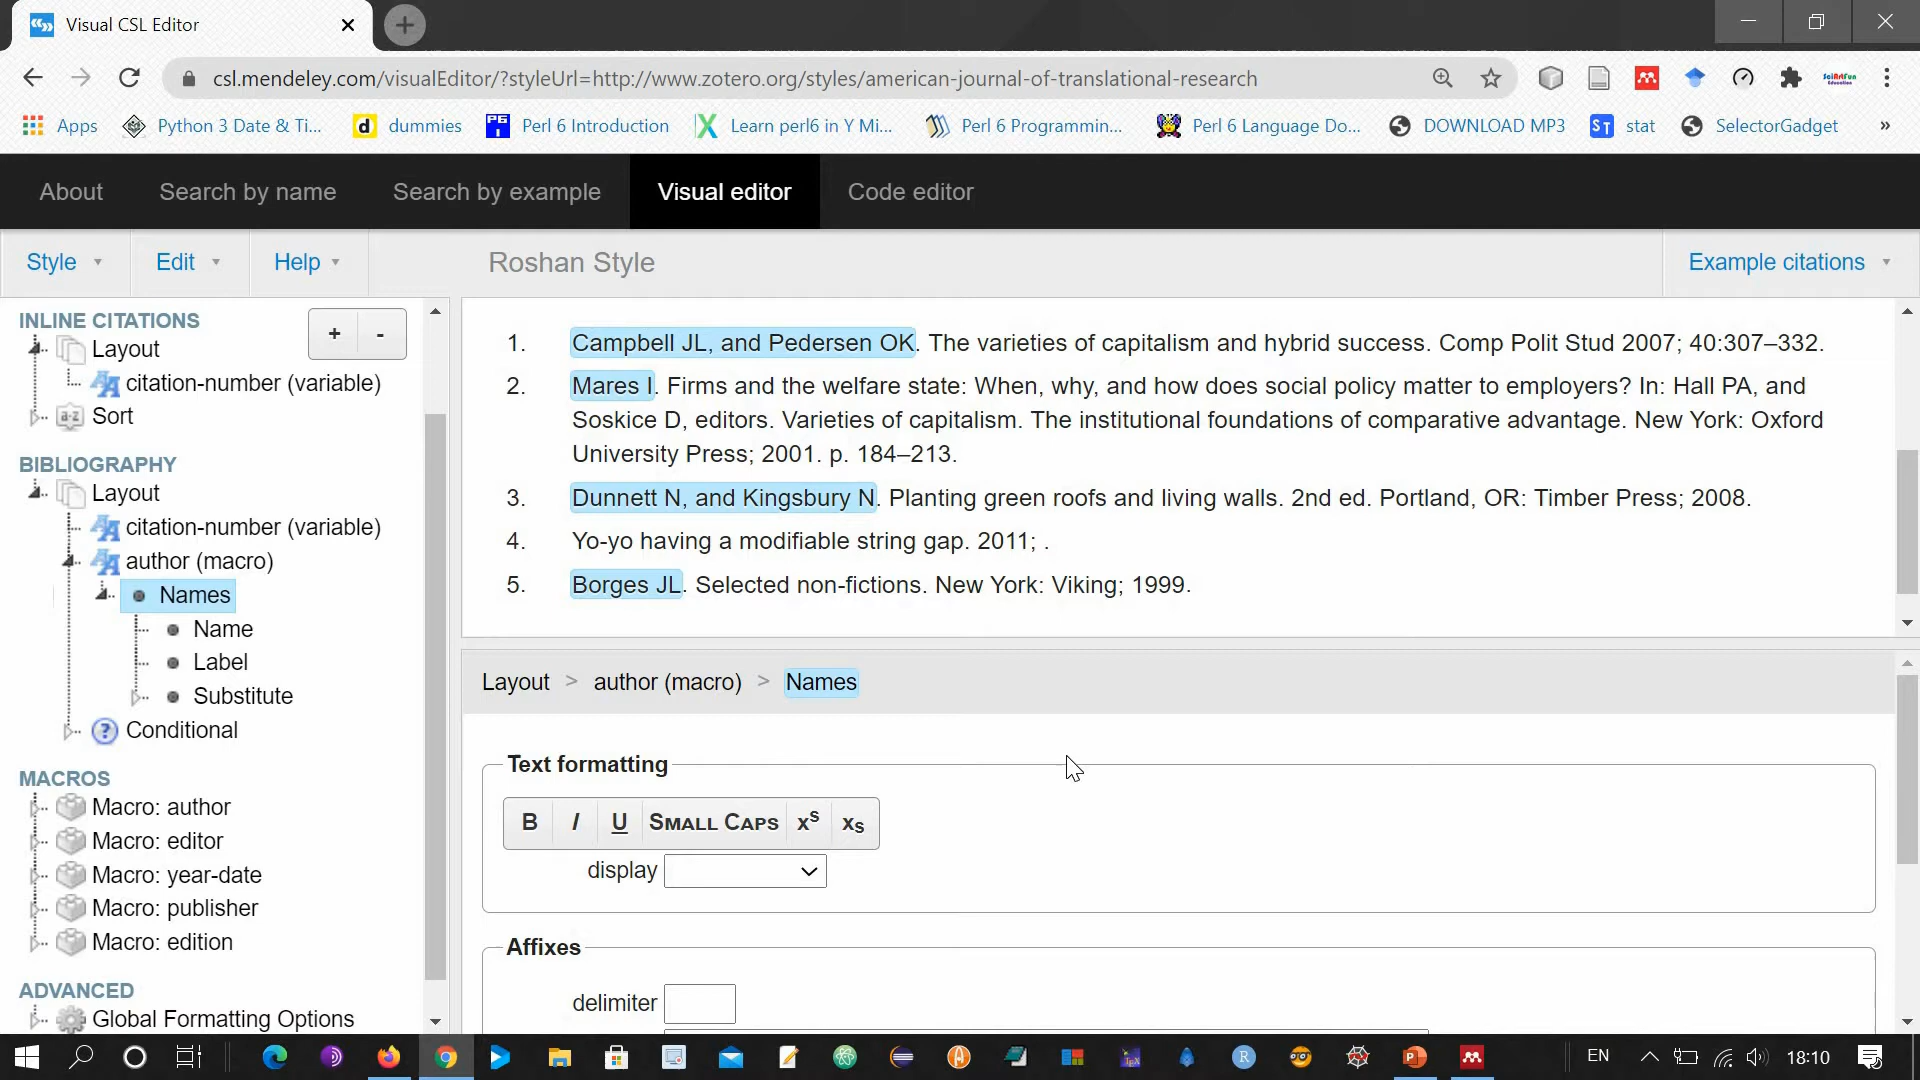 Visual CSL Editor
csl.mendeley.com/visualEditor/?styleUrl=http://www.zotero.org/styles/american-journal-of-translational-research
Apps Python 3 Date & Ti... dummies Perl 6 Introduction Learn perl6 in Y Mi... Perl 6 Programmin... Perl 6 Language Do... DOWNLOAD MP3 ST stat SelectorGadget »
About Search by name Search by example Visual editor Code editor
Style Edit Help Roshan Style Example citations
INLINE CITATIONS + -
Layout
citation-number (variable)
Sort
BIBLIOGRAPHY
Layout
citation-number (variable)
author (macro)
Names
Name
Label
Substitute
Conditional
MACROS
Macro: author
Macro: editor
Macro: year-date
Macro: publisher
Macro: edition
ADVANCED
Global Formatting Options
1. Campbell JL, and Pedersen OK. The varieties of capitalism and hybrid success. Comp Polit Stud 2007; 40:307–332.
2. Mares I. Firms and the welfare state: When, why, and how does social policy matter to employers? In: Hall PA, and
Soskice D, editors. Varieties of capitalism. The institutional foundations of comparative advantage. New York: Oxford
University Press; 2001. p. 184–213.
3. Dunnett N, and Kingsbury N. Planting green roofs and living walls. 2nd ed. Portland, OR: Timber Press; 2008.
4. Yo-yo having a modifiable string gap. 2011; .
5. Borges JL. Selected non-fictions. New York: Viking; 1999.
Layout > author (macro) > Names
Text formatting
B I U SMALL CAPS xs xs
display
Affixes
delimiter
EN 18:10